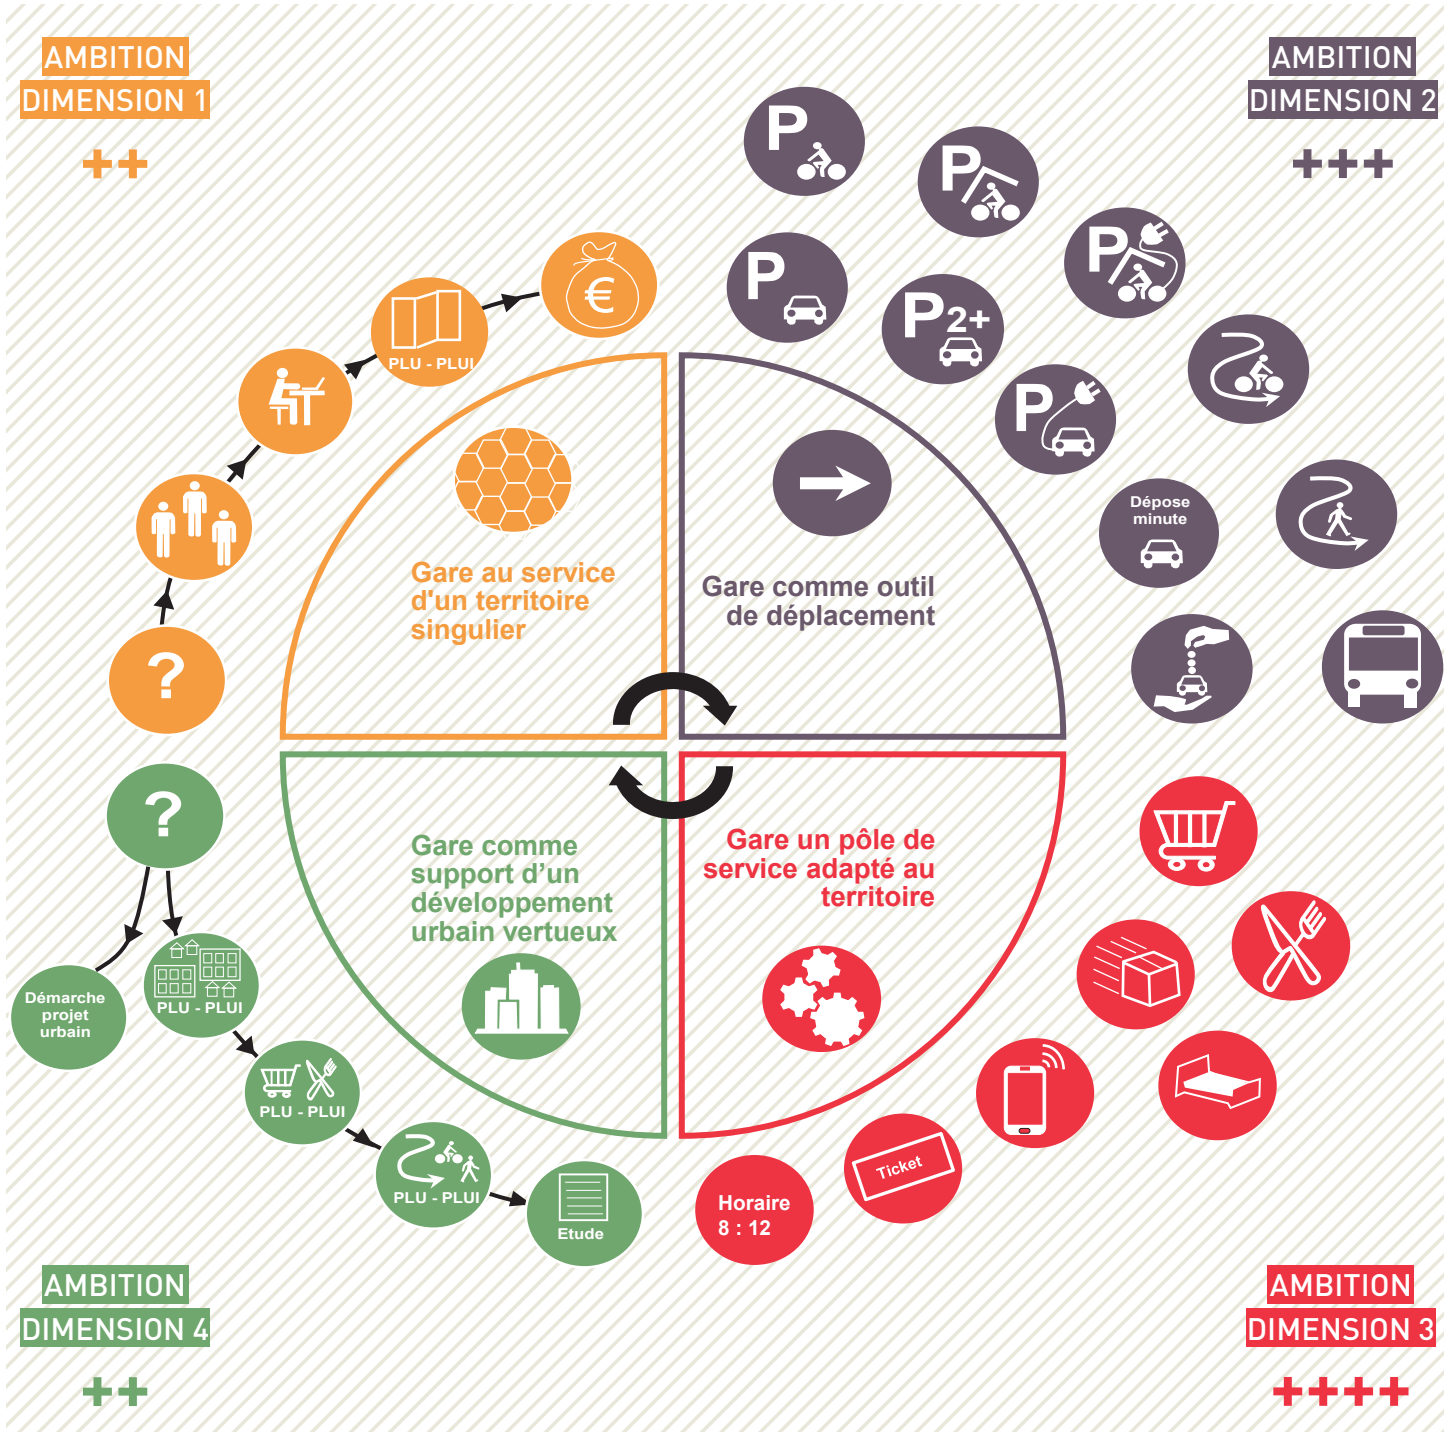 AMBITION
DIMENSION 1
++
AMBITION
DIMENSION 2
+++
P
P
P
P
P 2+
P
€
PLU - PLUI
?
Dépose
minute
Gare au service
d'un territoire
singulier
Gare comme outil
de déplacement
?
Gare comme
support d’un
développement
urbain vertueux
Gare un pôle de
service adapté au
territoire
Démarche
projet
urbain
PLU - PLUI
PLU - PLUI
PLU - PLUI
Etude
Horaire
8 : 12
Ticket
AMBITION
DIMENSION 4
++
AMBITION
DIMENSION 3
++++